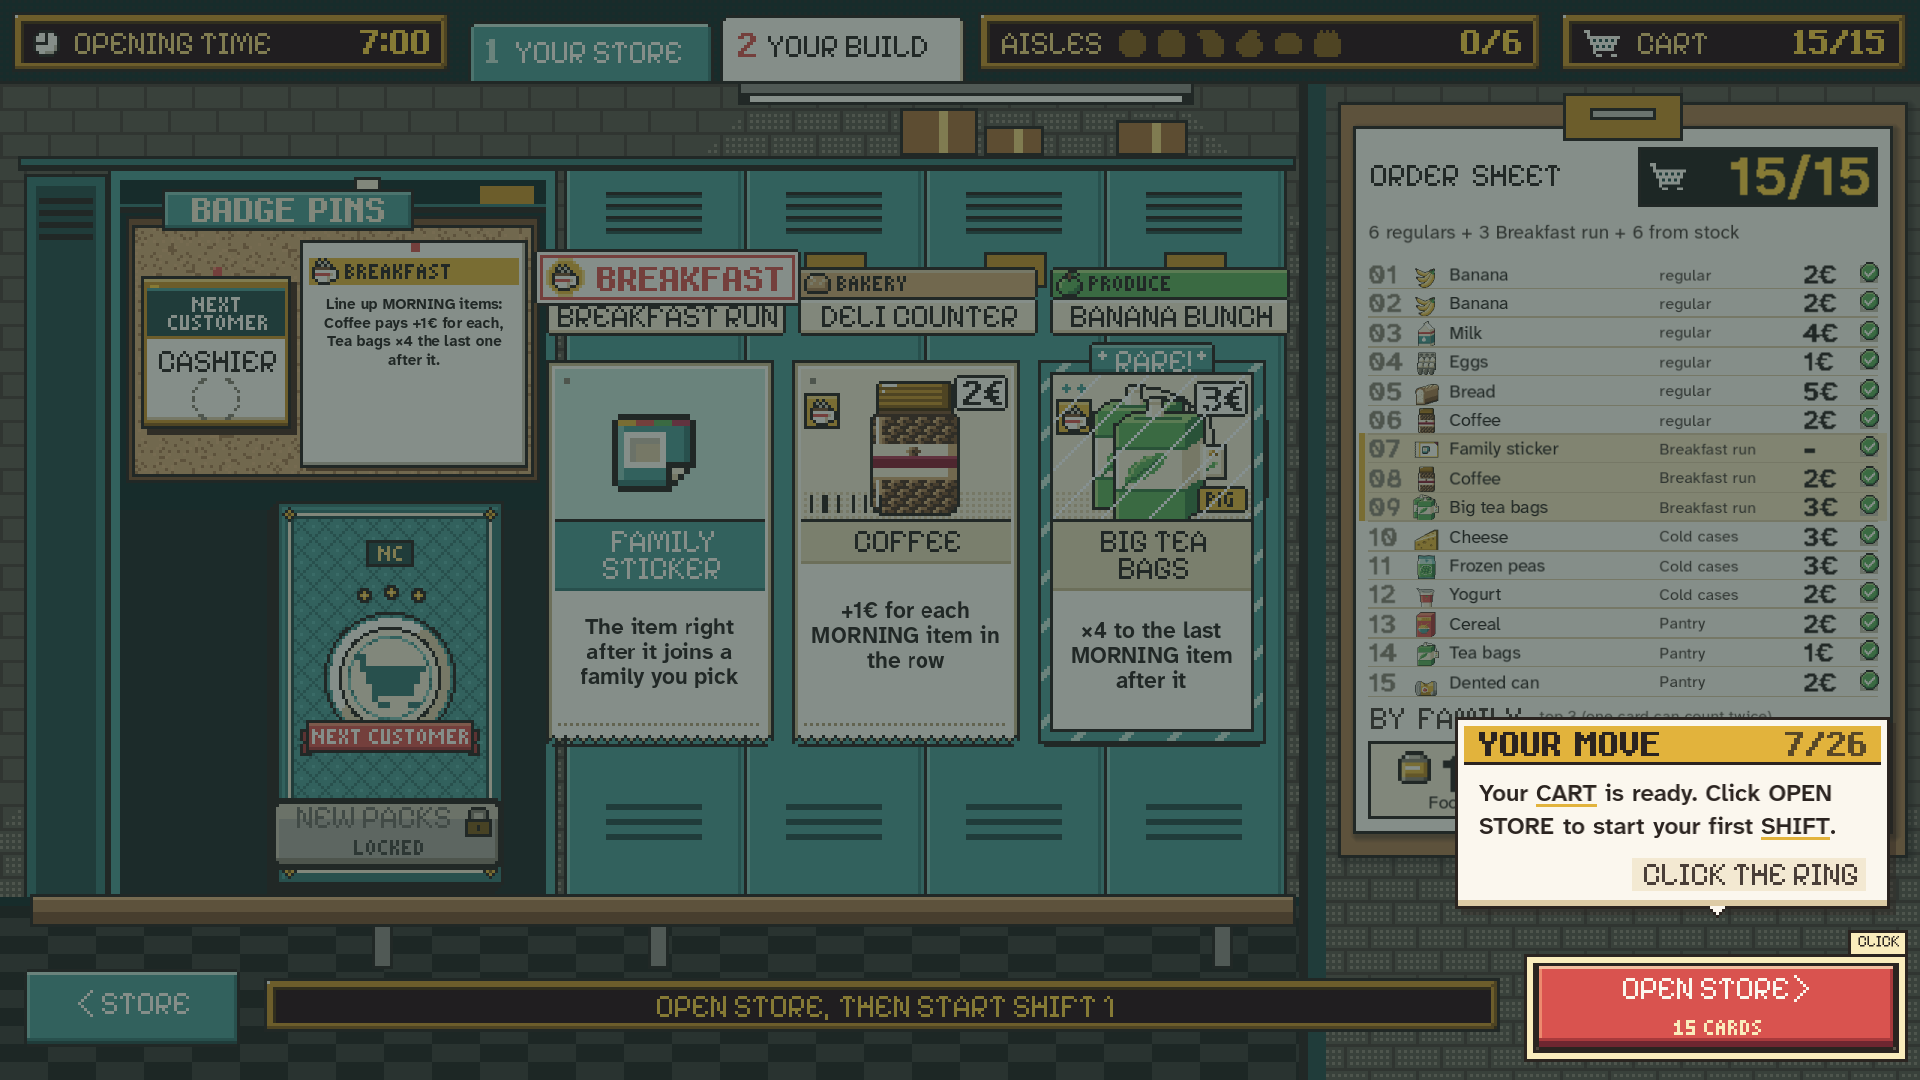 OPENING TIME 7:00
1 YOUR STORE
2 YOUR BUILD
AISLES 0/6
CART 15/15
BADGE PINS
NEXT CUSTOMER
CASHIER
BREAKFAST
Line up MORNING items:
Coffee pays +1€ for each,
Tea bags ×4 the last one
after it.
NC
NEXT CUSTOMER
NEW PACKS
LOCKED
BREAKFAST
BREAKFAST RUN
BAKERY
DELI COUNTER
PRODUCE
BANANA BUNCH
FAMILY
STICKER
The item right
after it joins a
family you pick
2€
COFFEE
+1€ for each
MORNING item in
the row
RARE!
3€
BIG
BIG TEA
BAGS
×4 to the last
MORNING item
after it
ORDER SHEET 15/15
6 regulars + 3 Breakfast run + 6 from stock
01 Banana regular 2€
02 Banana regular 2€
03 Milk regular 4€
04 Eggs regular 1€
05 Bread regular 5€
06 Coffee regular 2€
07 Family sticker Breakfast run -
08 Coffee Breakfast run 2€
09 Big tea bags Breakfast run 3€
10 Cheese Cold cases 3€
11 Frozen peas Cold cases 3€
12 Yogurt Cold cases 2€
13 Cereal Pantry 2€
14 Tea bags Pantry 1€
15 Dented can Pantry 2€
BY FAMILY top 3 (one card can count twice)
YOUR MOVE 7/26
Your CART is ready. Click OPEN
STORE to start your first SHIFT.
CLICK THE RING
CLICK
< STORE
OPEN STORE, THEN START SHIFT 1
OPEN STORE >
15 CARDS